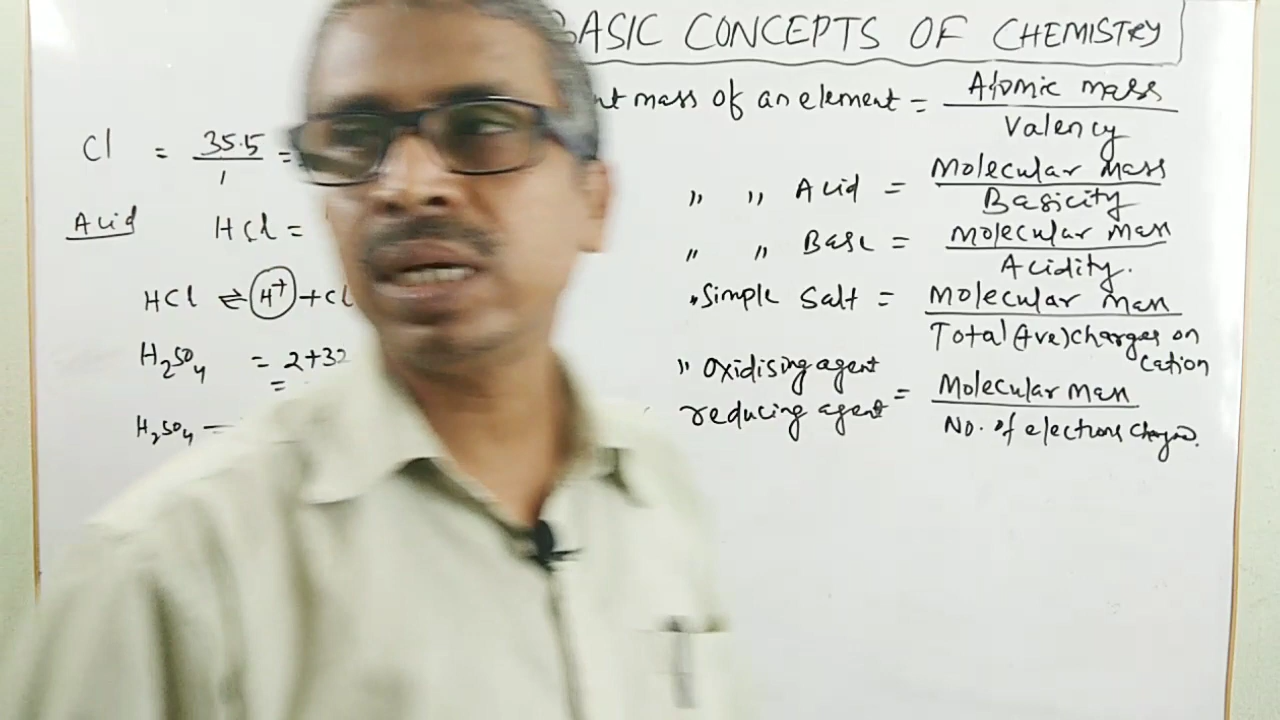 BASIC CONCEPTS OF CHEMISTRY
nt mass of an element = Atomic mass
Valency
Cl = 35.5 =
1
" " Acid = Molecular mass
Basicity
Acid HCl =
" " Base = Molecular mass
Acidity.
HCl ⇌ H+ + Cl
" Simple Salt = Molecular mass
Total (+ve) charges on
cation
H2SO4 = 2+32
=
" oxidising agent
reducing agent = Molecular mass
No. of electrons
H2SO4 —